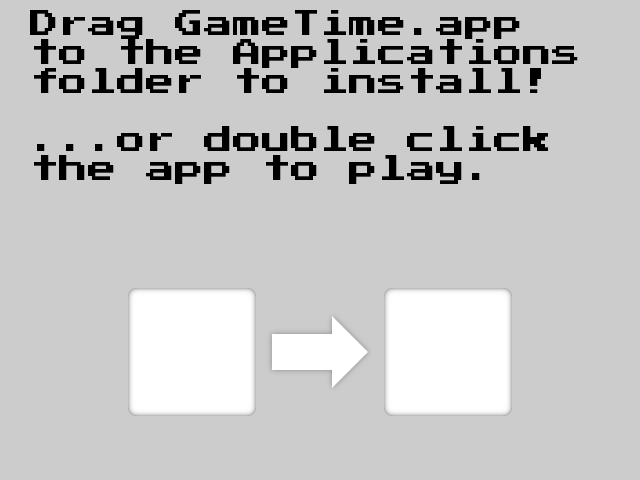 Drag GameTime.app
to the Applications
folder to install!
...or double click
the app to play.